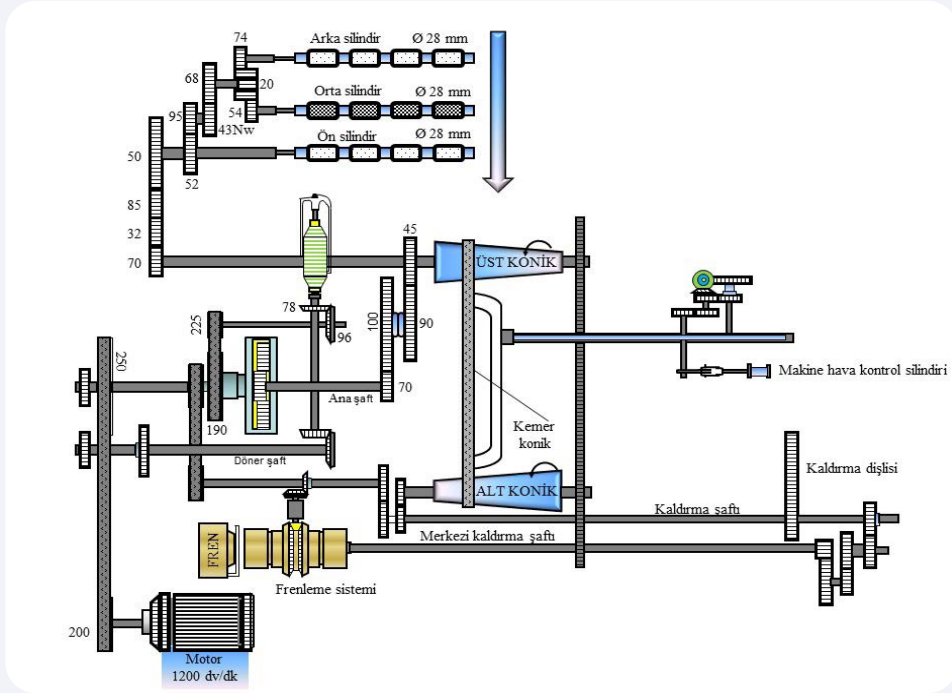 74
Arka silindir
Ø 28 mm
68
20
Orta silindir
Ø 28 mm
95
54
43Nw
Ön silindir
Ø 28 mm
50
52
85
32
70
45
ÜST KONİK
78
225
96
100
90
250
Makine hava kontrol silindiri
70
Ana şaft
190
Kemer
konik
Döner şaft
Kaldırma dişlisi
ALT KONİK
Kaldırma şaftı
Merkezi kaldırma şaftı
FREN
Frenleme sistemi
200
Motor
1200 dv/dk